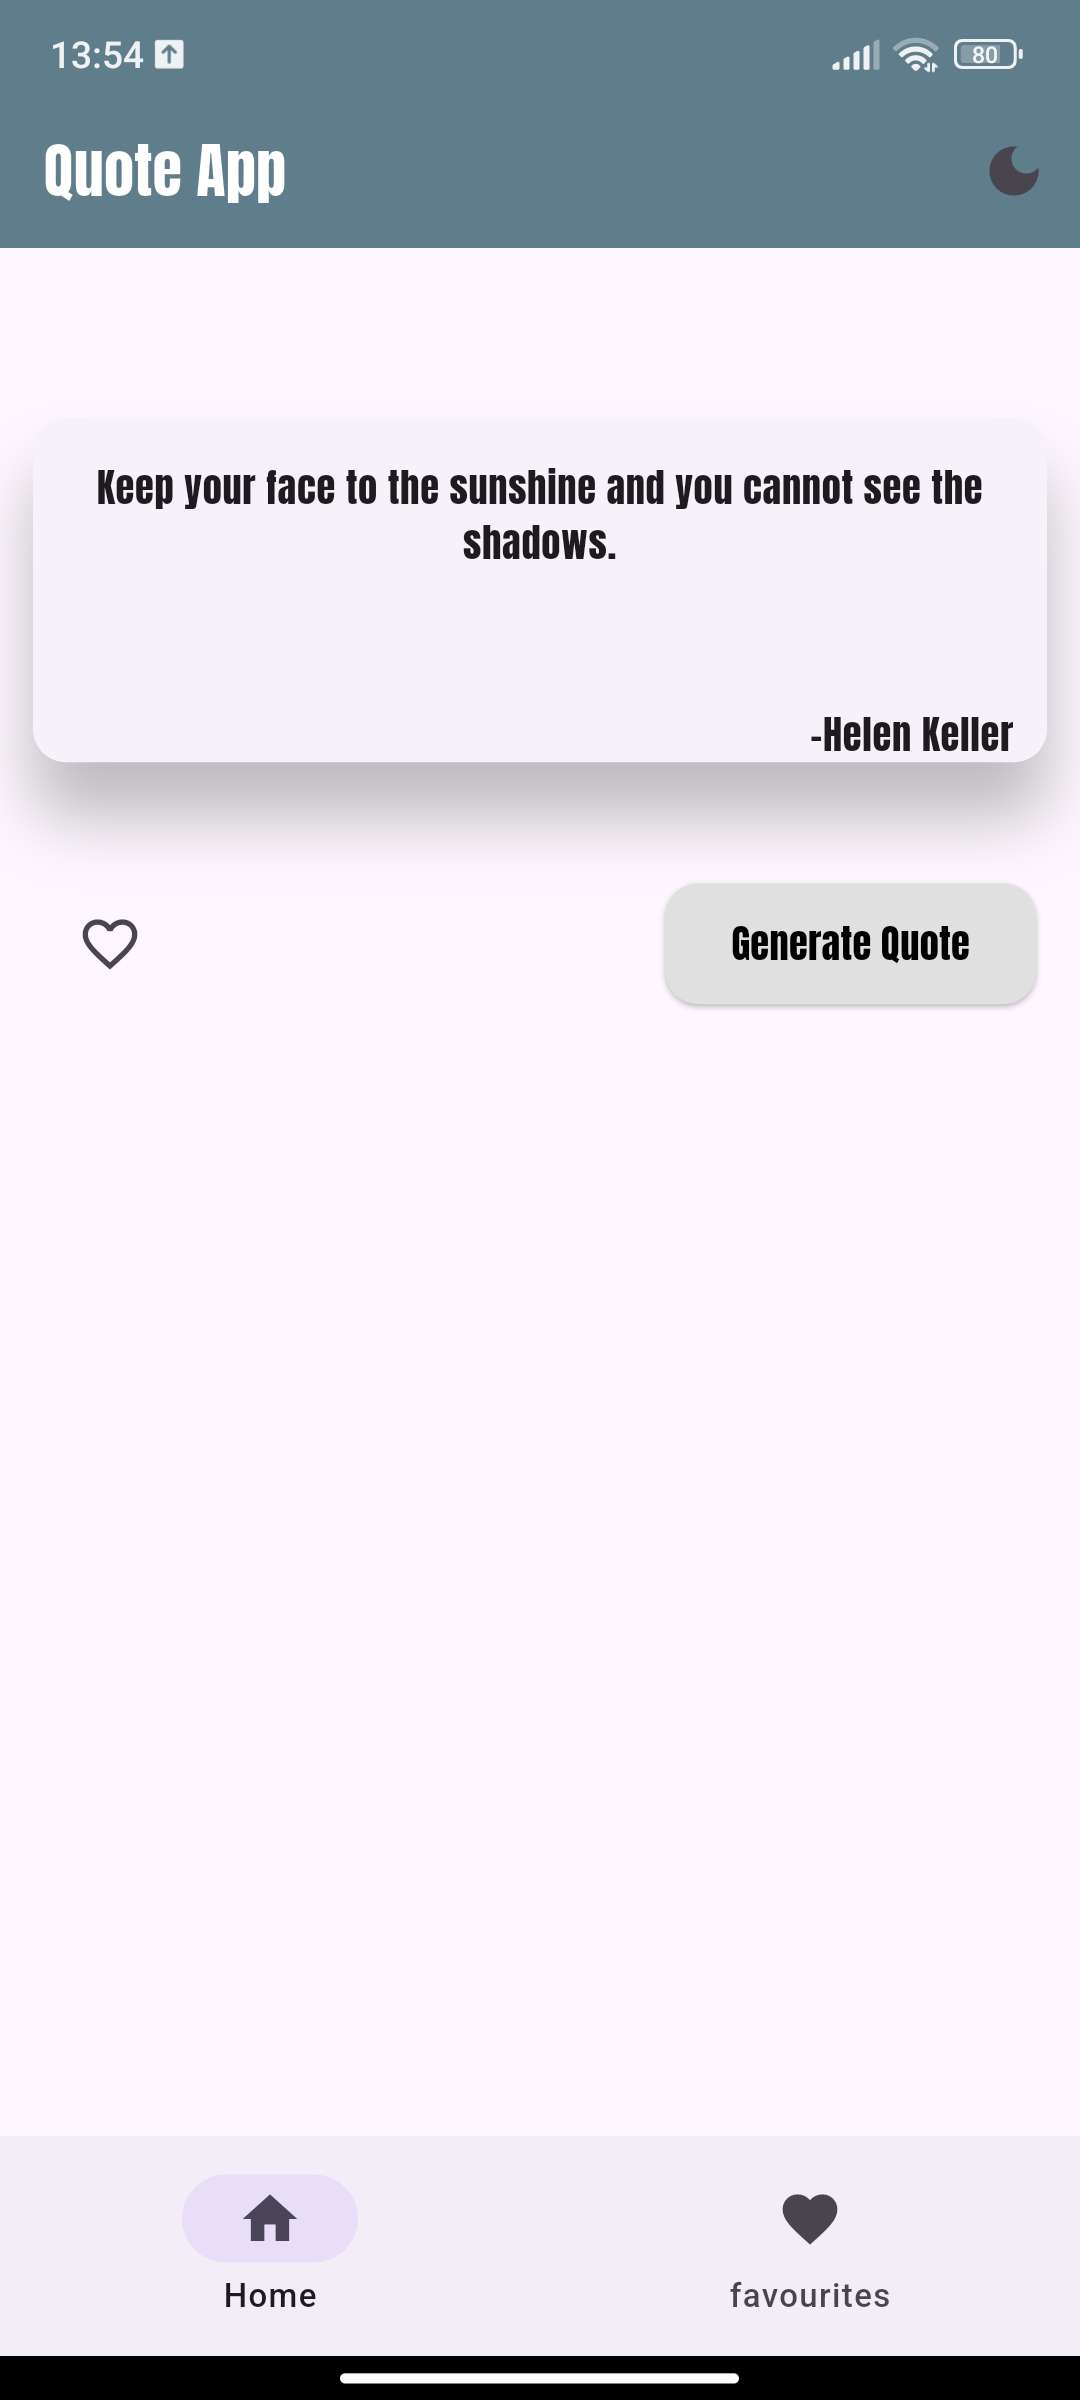 13:54
80
Quote App
Keep your face to the sunshine and you cannot see the
shadows.
-Helen Keller
Generate Quote
Home
favourites